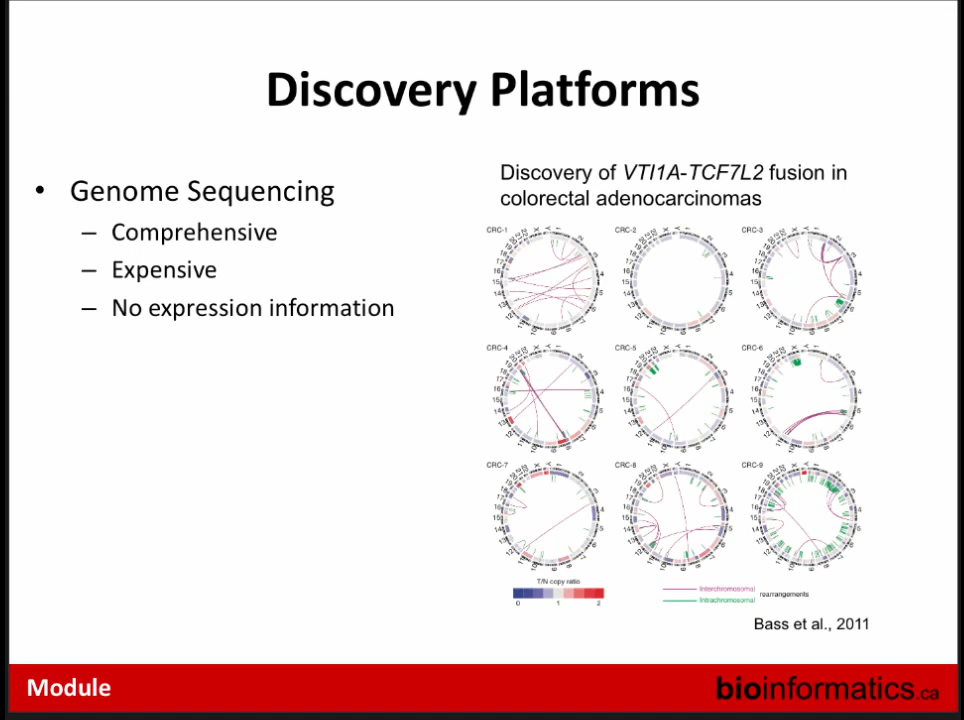 Discovery Platforms
• Genome Sequencing
– Comprehensive
– Expensive
– No expression information
Discovery of VTI1A-TCF7L2 fusion in
colorectal adenocarcinomas
CRC-1
CRC-2
CRC-3
CRC-4
CRC-5
CRC-6
CRC-7
CRC-8
CRC-9
T/N copy ratio
0 1 2
Interchromosomal
Intrachromosomal
rearrangements
Bass et al., 2011
Module
bioinformatics.ca